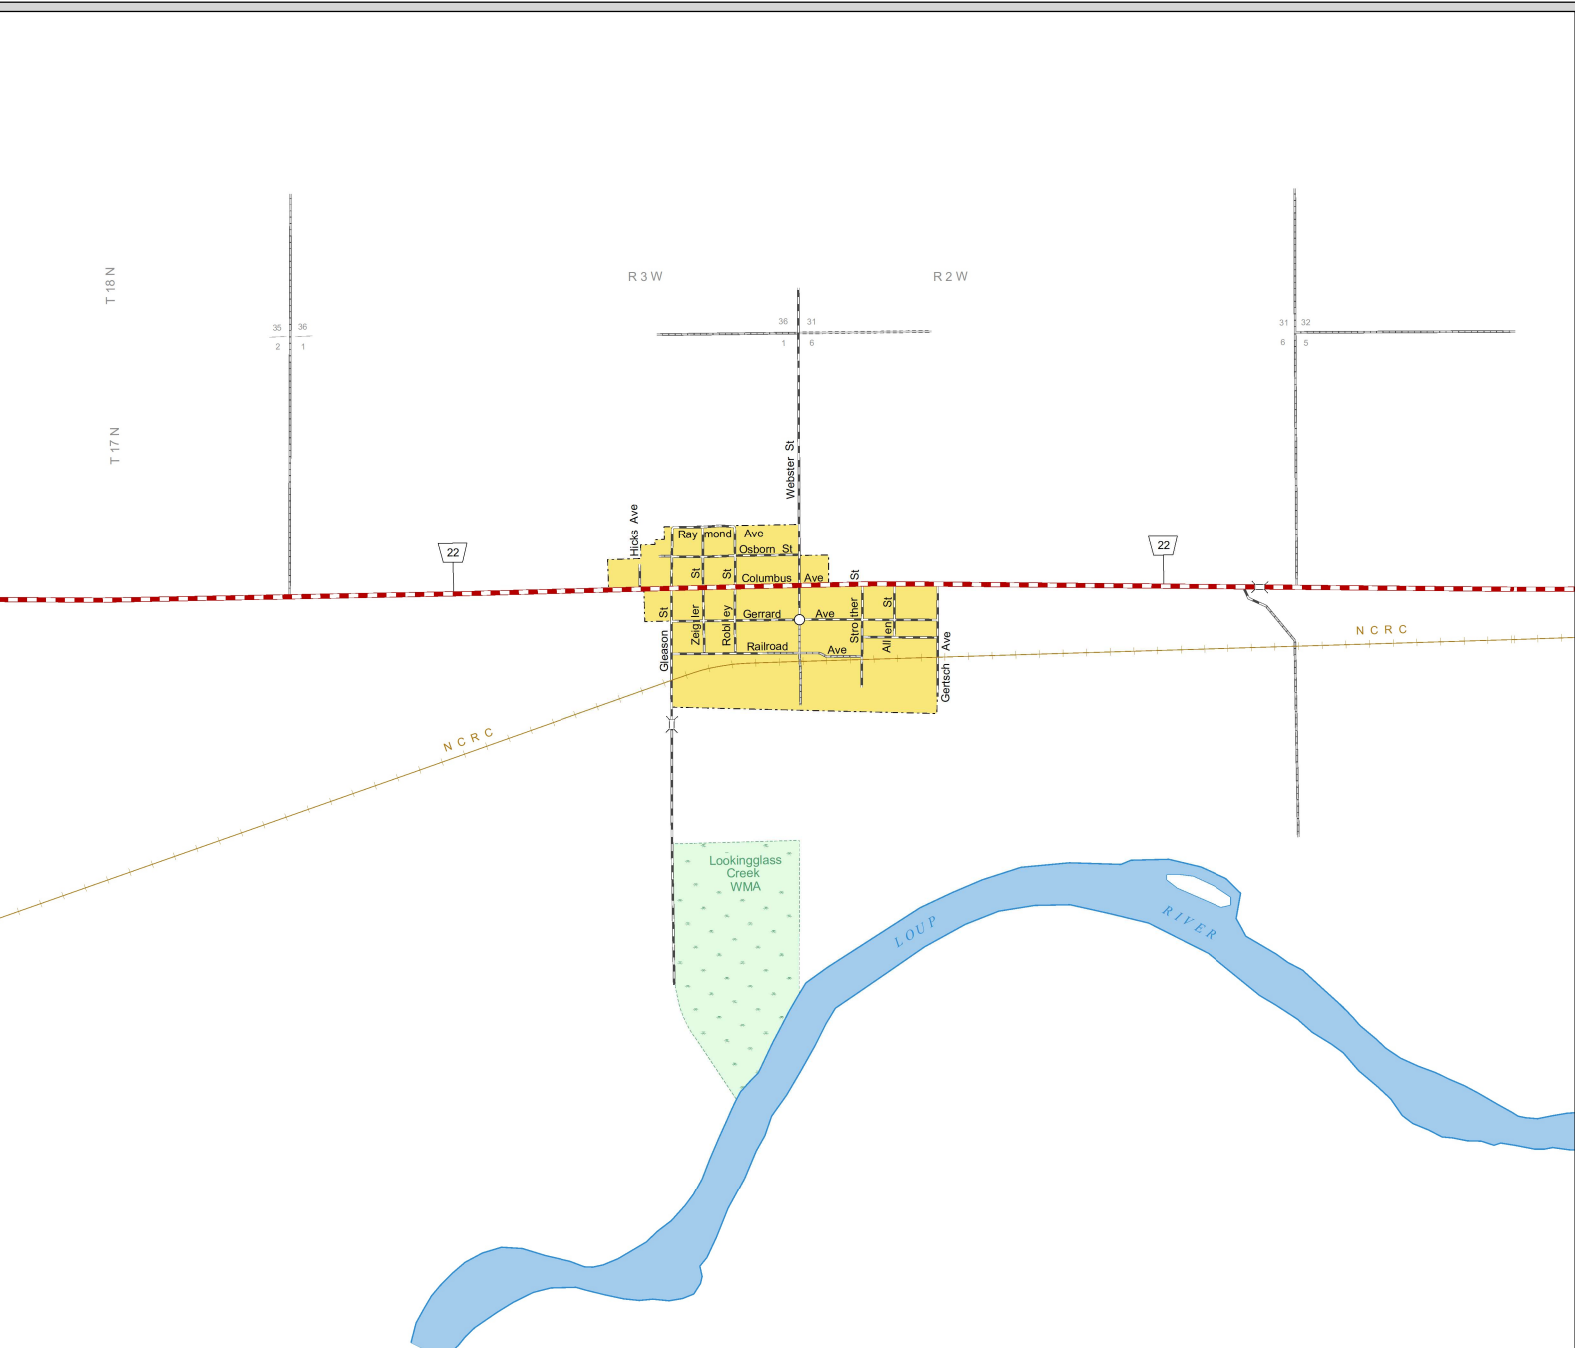 T 18 N
R 3 W
R 2 W
35 36
2 1
36 31
1 6
31 32
6 5
T 17 N
Webster St
Hicks Ave
22
22
Raymond Ave
Osborn St
Columbus Ave
Gerrard Ave
Railroad Ave
Gleason St
Zeigler St
Robley St
Strother St
Allen St
Gertsch Ave
NCRC
NCRC
Lookingglass
Creek
WMA
LOUP
RIVER